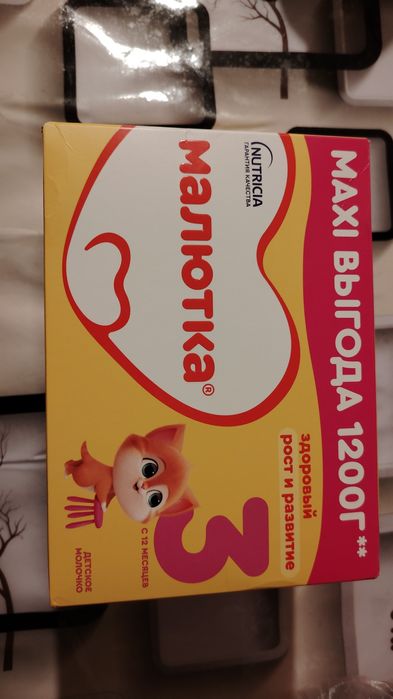 MAXI ВЫГОДА 1200Г**
NUTRICIA
ГАРАНТИЯ КАЧЕСТВА
малютка®
здоровый
рост и развитие
3
С 12 МЕСЯЦЕВ
ДЕТСКОЕ
МОЛОЧКО